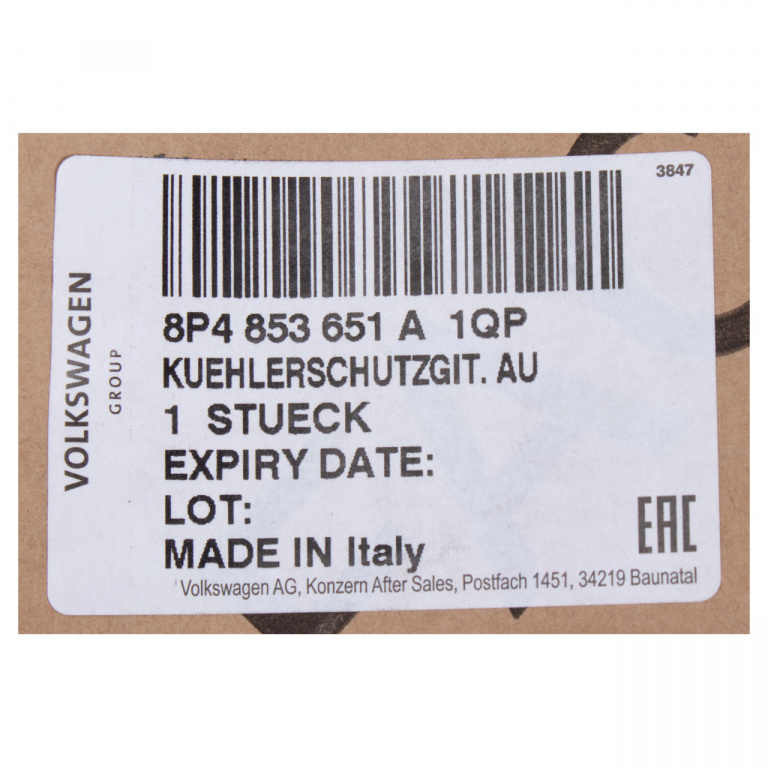 3847
VOLKSWAGEN
GROUP
8P4 853 651 A 1QP
KUEHLERSCHUTZGIT. AU
1 STUECK
EXPIRY DATE:
LOT:
MADE IN Italy
EAC
Volkswagen AG, Konzern After Sales, Postfach 1451, 34219 Baunatal